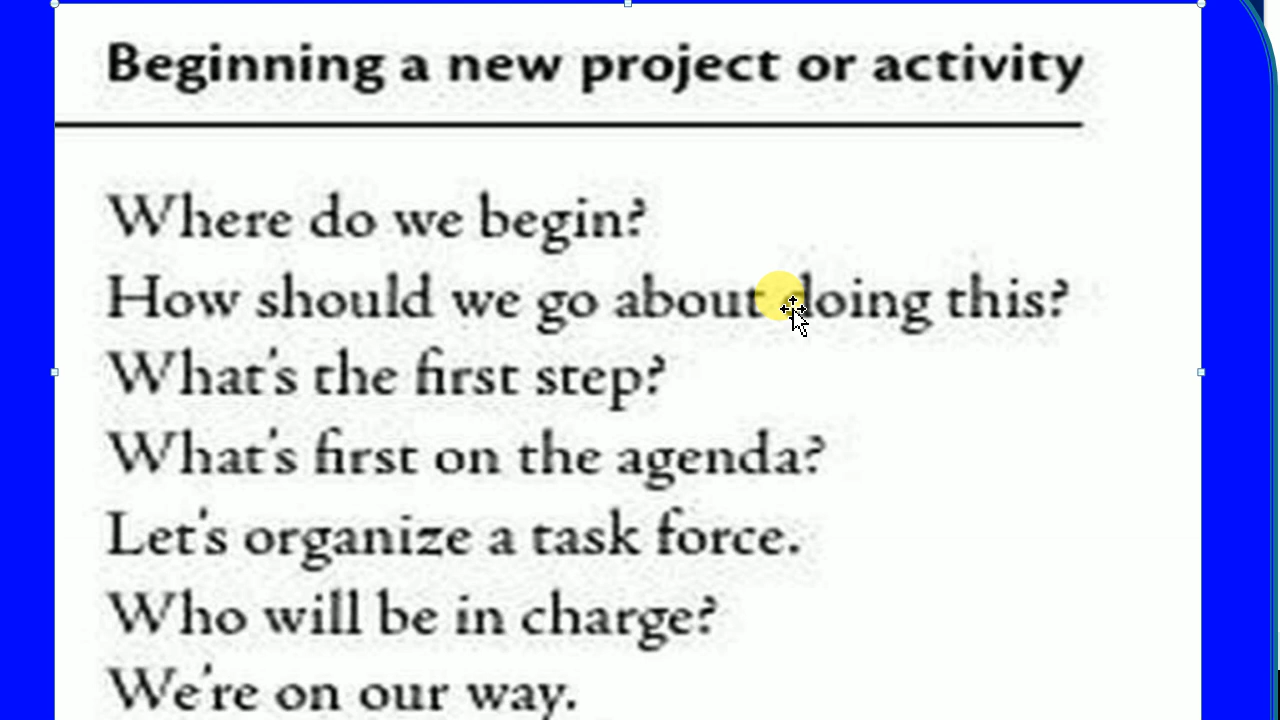 Beginning a new project or activity
Where do we begin?
How should we go about doing this?
What's the first step?
What's first on the agenda?
Let's organize a task force.
Who will be in charge?
We're on our way.